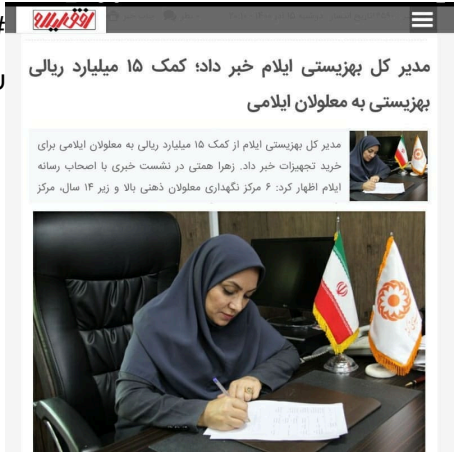 افق ایلام
مدیر کل بهزیستی ایلام خبر داد؛ کمک ۱۵ میلیارد ریالی
بهزیستی به معلولان ایلامی
مدیر کل بهزیستی ایلام از کمک ۱۵ میلیارد ریالی به معلولان ایلامی برای
خرید تجهیزات خبر داد. زهرا همتی در نشست خبری با اصحاب رسانه
ایلام اظهار کرد: ۶ مرکز نگهداری معلولان ذهنی بالا و زیر ۱۴ سال، مرکز